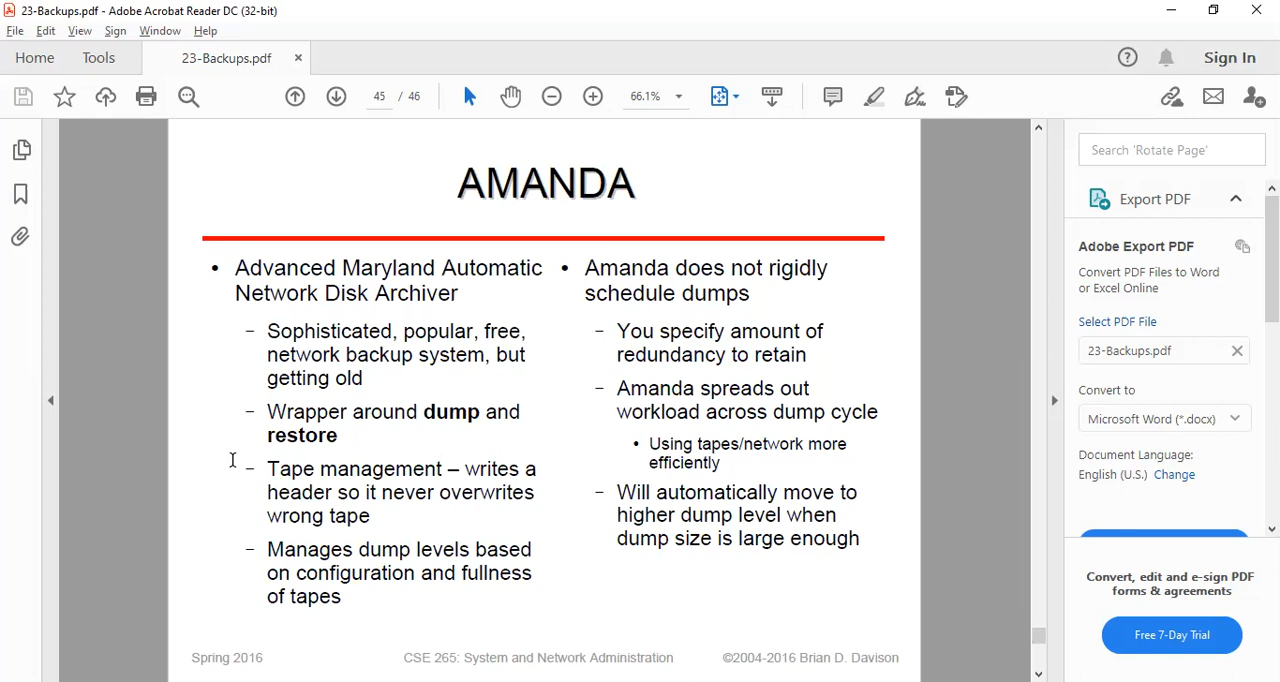 23-Backups.pdf - Adobe Acrobat Reader DC (32-bit)
File Edit View Sign Window Help
Home Tools 23-Backups.pdf × Sign In
45 / 46 66.1%
Search 'Rotate Page'
Export PDF
Adobe Export PDF
Convert PDF Files to Word
or Excel Online
Select PDF File
23-Backups.pdf
Convert to
Microsoft Word (*.docx)
Document Language:
English (U.S.) Change
Convert, edit and e-sign PDF
forms & agreements
Free 7-Day Trial
AMANDA
• Advanced Maryland Automatic
Network Disk Archiver
– Sophisticated, popular, free,
network backup system, but
getting old
– Wrapper around dump and
restore
– Tape management – writes a
header so it never overwrites
wrong tape
– Manages dump levels based
on configuration and fullness
of tapes
• Amanda does not rigidly
schedule dumps
– You specify amount of
redundancy to retain
– Amanda spreads out
workload across dump cycle
• Using tapes/network more
efficiently
– Will automatically move to
higher dump level when
dump size is large enough
Spring 2016
CSE 265: System and Network Administration
©2004-2016 Brian D. Davison